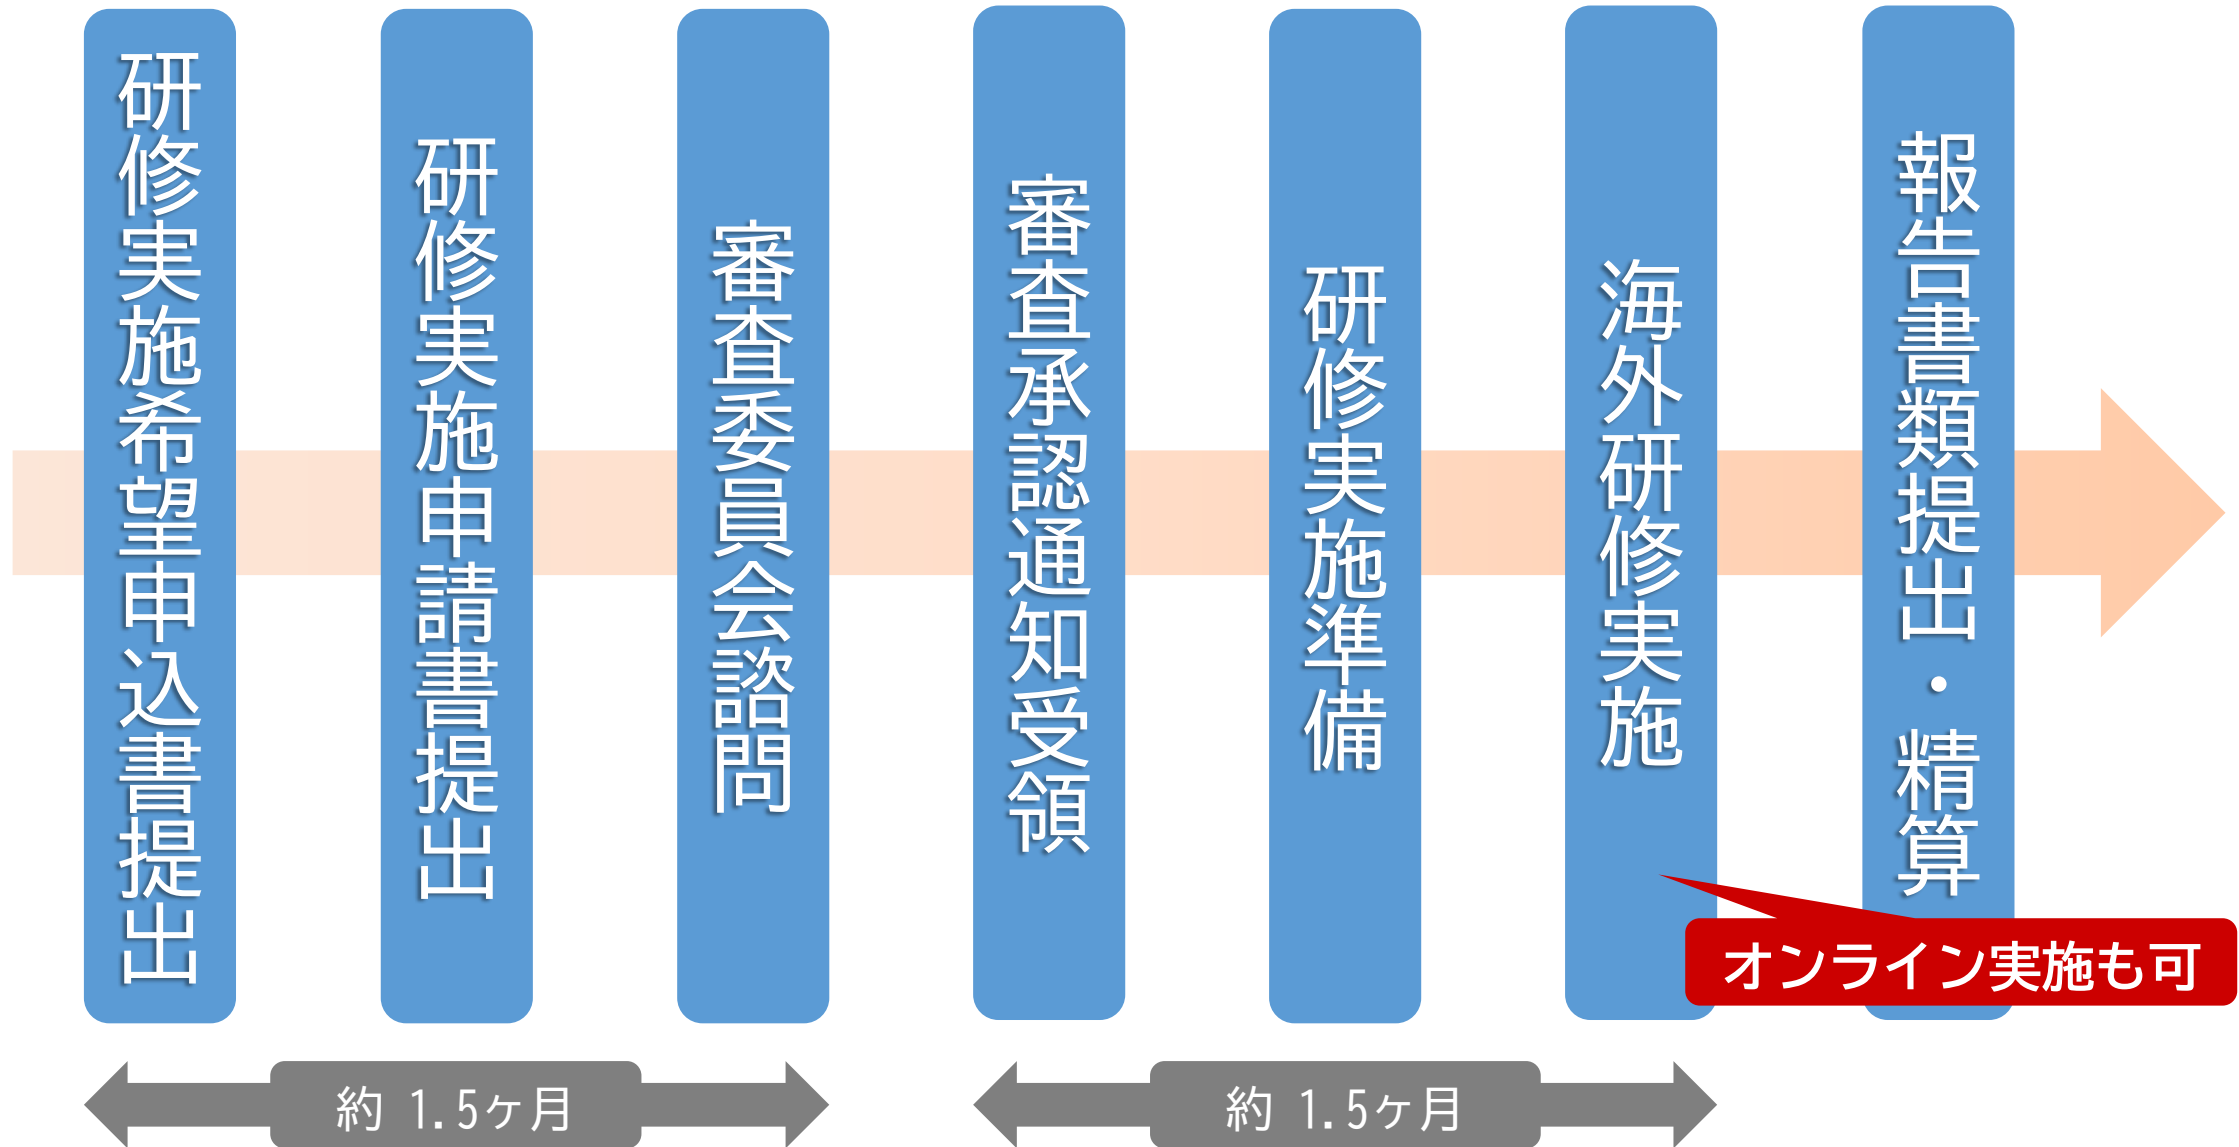 研修実施希望申込書提出
研修実施申請書提出
審査委員会諮問
審査承認通知受領
研修実施準備
海外研修実施
報告書類提出・精算
オンライン実施も可
約 1.5ヶ月
約 1.5ヶ月